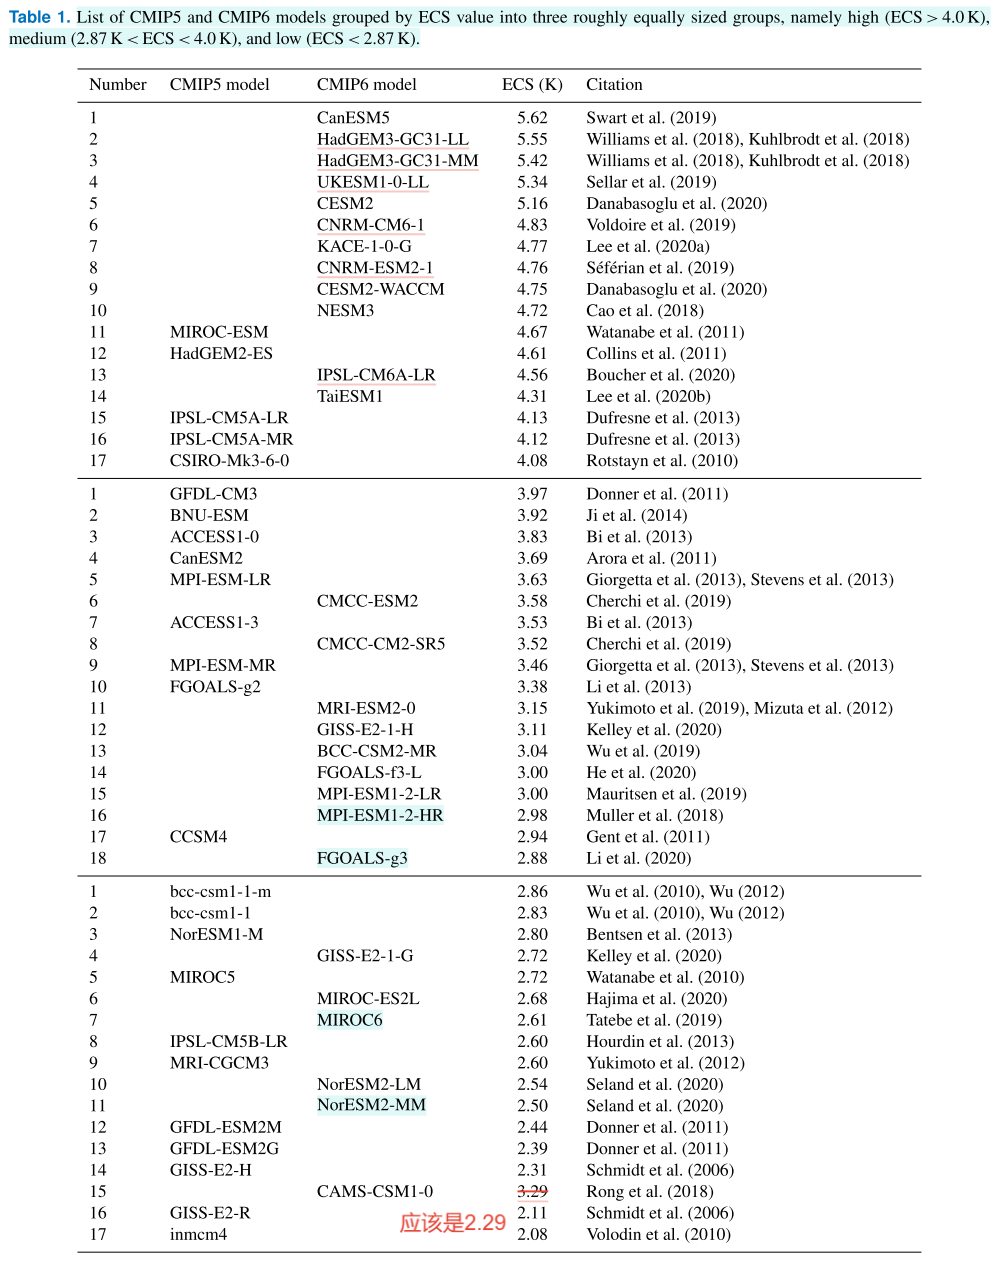 Table 1. List of CMIP5 and CMIP6 models grouped by ECS value into three roughly equally sized groups, namely high (ECS > 4.0 K),
medium (2.87 K < ECS < 4.0 K), and low (ECS < 2.87 K).
Number CMIP5 model CMIP6 model ECS (K) Citation
1 CanESM5 5.62 Swart et al. (2019)
2 HadGEM3-GC31-LL 5.55 Williams et al. (2018), Kuhlbrodt et al. (2018)
3 HadGEM3-GC31-MM 5.42 Williams et al. (2018), Kuhlbrodt et al. (2018)
4 UKESM1-0-LL 5.34 Sellar et al. (2019)
5 CESM2 5.16 Danabasoglu et al. (2020)
6 CNRM-CM6-1 4.83 Voldoire et al. (2019)
7 KACE-1-0-G 4.77 Lee et al. (2020a)
8 CNRM-ESM2-1 4.76 Séférian et al. (2019)
9 CESM2-WACCM 4.75 Danabasoglu et al. (2020)
10 NESM3 4.72 Cao et al. (2018)
11 MIROC-ESM 4.67 Watanabe et al. (2011)
12 HadGEM2-ES 4.61 Collins et al. (2011)
13 IPSL-CM6A-LR 4.56 Boucher et al. (2020)
14 TaiESM1 4.31 Lee et al. (2020b)
15 IPSL-CM5A-LR 4.13 Dufresne et al. (2013)
16 IPSL-CM5A-MR 4.12 Dufresne et al. (2013)
17 CSIRO-Mk3-6-0 4.08 Rotstayn et al. (2010)
1 GFDL-CM3 3.97 Donner et al. (2011)
2 BNU-ESM 3.92 Ji et al. (2014)
3 ACCESS1-0 3.83 Bi et al. (2013)
4 CanESM2 3.69 Arora et al. (2011)
5 MPI-ESM-LR 3.63 Giorgetta et al. (2013), Stevens et al. (2013)
6 CMCC-ESM2 3.58 Cherchi et al. (2019)
7 ACCESS1-3 3.53 Bi et al. (2013)
8 CMCC-CM2-SR5 3.52 Cherchi et al. (2019)
9 MPI-ESM-MR 3.46 Giorgetta et al. (2013), Stevens et al. (2013)
10 FGOALS-g2 3.38 Li et al. (2013)
11 MRI-ESM2-0 3.15 Yukimoto et al. (2019), Mizuta et al. (2012)
12 GISS-E2-1-H 3.11 Kelley et al. (2020)
13 BCC-CSM2-MR 3.04 Wu et al. (2019)
14 FGOALS-f3-L 3.00 He et al. (2020)
15 MPI-ESM1-2-LR 3.00 Mauritsen et al. (2019)
16 MPI-ESM1-2-HR 2.98 Muller et al. (2018)
17 CCSM4 2.94 Gent et al. (2011)
18 FGOALS-g3 2.88 Li et al. (2020)
1 bcc-csm1-1-m 2.86 Wu et al. (2010), Wu (2012)
2 bcc-csm1-1 2.83 Wu et al. (2010), Wu (2012)
3 NorESM1-M 2.80 Bentsen et al. (2013)
4 GISS-E2-1-G 2.72 Kelley et al. (2020)
5 MIROC5 2.72 Watanabe et al. (2010)
6 MIROC-ES2L 2.68 Hajima et al. (2020)
7 MIROC6 2.61 Tatebe et al. (2019)
8 IPSL-CM5B-LR 2.60 Hourdin et al. (2013)
9 MRI-CGCM3 2.60 Yukimoto et al. (2012)
10 NorESM2-LM 2.54 Seland et al. (2020)
11 NorESM2-MM 2.50 Seland et al. (2020)
12 GFDL-ESM2M 2.44 Donner et al. (2011)
13 GFDL-ESM2G 2.39 Donner et al. (2011)
14 GISS-E2-H 2.31 Schmidt et al. (2006)
15 CAMS-CSM1-0 3.29 Rong et al. (2018)
16 GISS-E2-R 2.11 Schmidt et al. (2006)
应该是2.29
17 inmcm4 2.08 Volodin et al. (2010)